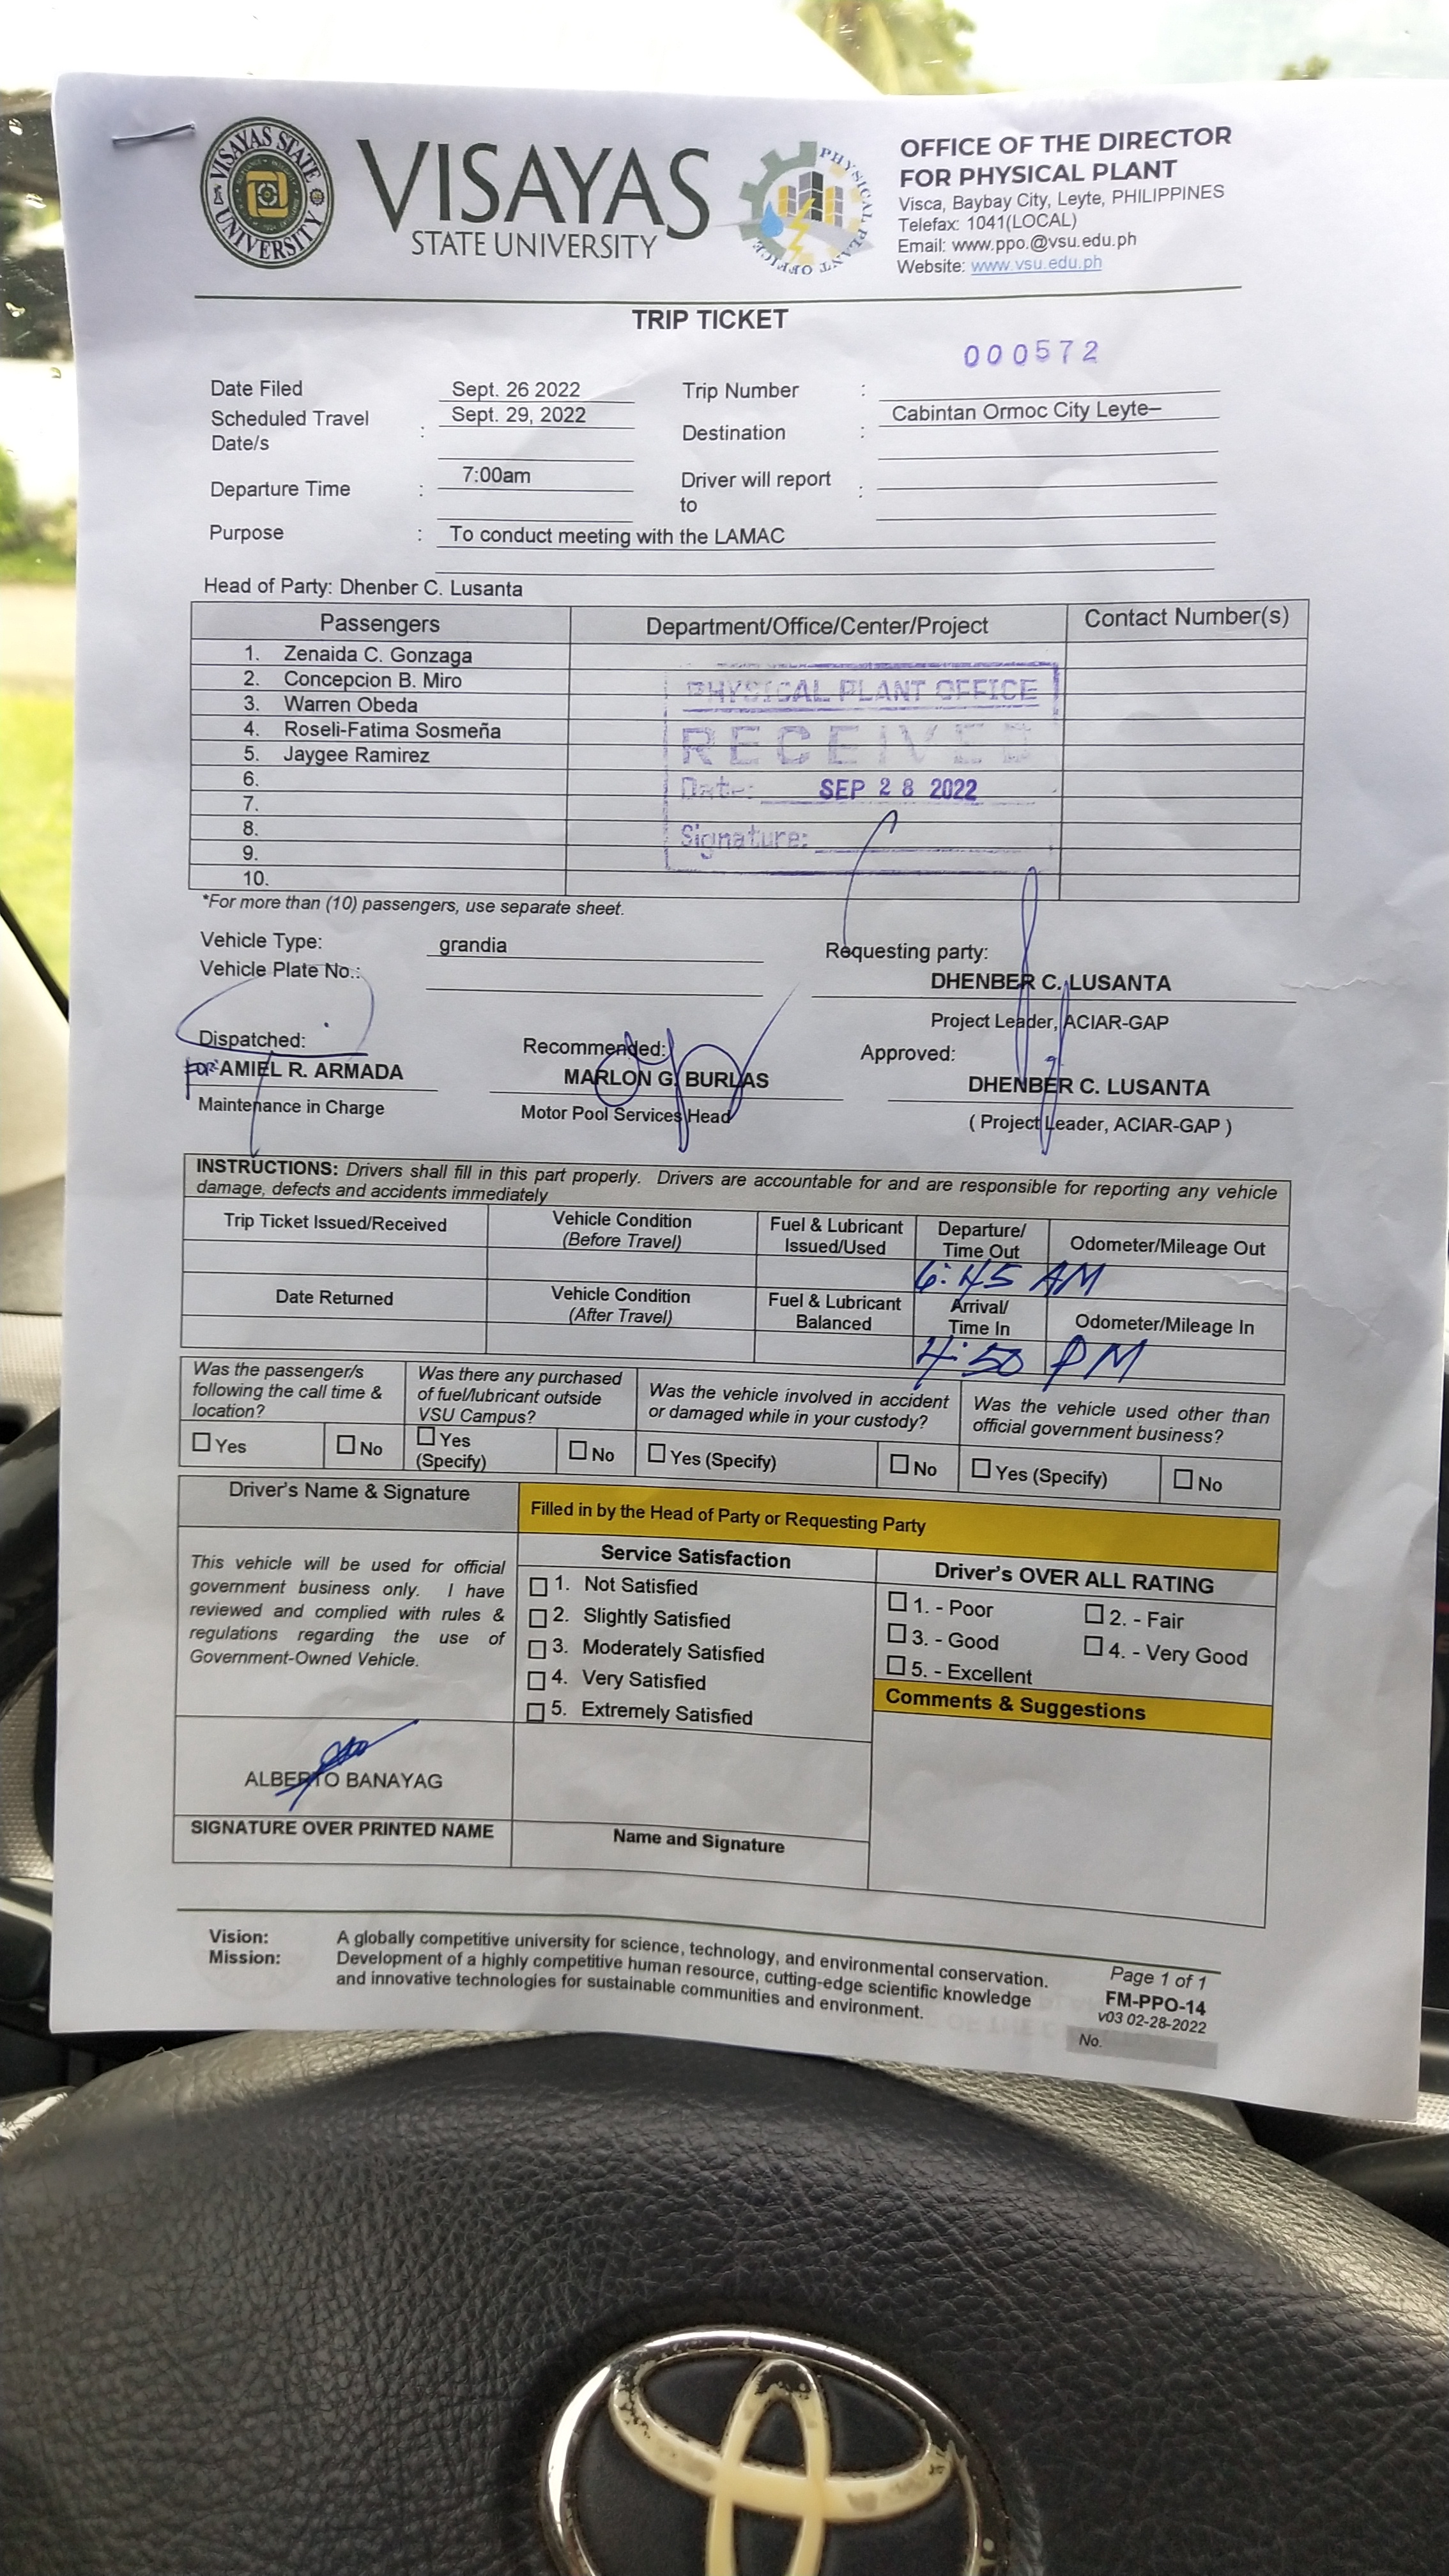 VISAYAS STATE UNIVERSITY
VISAYAS
STATE UNIVERSITY
PHYSICAL PLANT OFFICE
OFFICE OF THE DIRECTOR
FOR PHYSICAL PLANT
Visca, Baybay City, Leyte, PHILIPPINES
Telefax: 1041(LOCAL)
Email: www.ppo.@vsu.edu.ph
Website: www.vsu.edu.ph
TRIP TICKET
000572
Date Filed Sept. 26 2022 Trip Number :
Scheduled Travel Date/s : Sept. 29, 2022 Destination : Cabintan Ormoc City Leyte–
Departure Time : 7:00am Driver will report to :
Purpose : To conduct meeting with the LAMAC
Head of Party: Dhenber C. Lusanta
Passengers Department/Office/Center/Project Contact Number(s)
1. Zenaida C. Gonzaga
2. Concepcion B. Miro
3. Warren Obeda
4. Roseli-Fatima Sosmeña
5. Jaygee Ramirez
6.
7.
8.
9.
10.
PHYSICAL PLANT OFFICE
RECEIVED
Date: SEP 28 2022
Signature:
*For more than (10) passengers, use separate sheet.
Vehicle Type: grandia
Vehicle Plate No.:
Requesting party:
DHENBER C. LUSANTA
Project Leader, ACIAR-GAP
Dispatched:
FOR AMIEL R. ARMADA
Maintenance in Charge
Recommended:
MARLON G. BURLAS
Motor Pool Services Head
Approved:
DHENBER C. LUSANTA
( Project Leader, ACIAR-GAP )
INSTRUCTIONS: Drivers shall fill in this part properly. Drivers are accountable for and are responsible for reporting any vehicle
damage, defects and accidents immediately
Trip Ticket Issued/Received Vehicle Condition (Before Travel) Fuel & Lubricant Issued/Used Departure/ Time Out Odometer/Mileage Out
6:45 AM
Date Returned Vehicle Condition (After Travel) Fuel & Lubricant Balanced Arrival/ Time In Odometer/Mileage In
4:50 PM
Was the passenger/s following the call time & location?
Yes No
Was there any purchased of fuel/lubricant outside VSU Campus?
Yes (Specify) No
Was the vehicle involved in accident or damaged while in your custody?
Yes (Specify) No
Was the vehicle used other than official government business?
Yes (Specify) No
Driver's Name & Signature
This vehicle will be used for official
government business only. I have
reviewed and complied with rules &
regulations regarding the use of
Government-Owned Vehicle.
ALBERTO BANAYAG
SIGNATURE OVER PRINTED NAME
Filled in by the Head of Party or Requesting Party
Service Satisfaction
1. Not Satisfied
2. Slightly Satisfied
3. Moderately Satisfied
4. Very Satisfied
5. Extremely Satisfied
Name and Signature
Driver's OVER ALL RATING
1. - Poor 2. - Fair
3. - Good 4. - Very Good
5. - Excellent
Comments & Suggestions
Vision: A globally competitive university for science, technology, and environmental conservation.
Mission: Development of a highly competitive human resource, cutting-edge scientific knowledge
and innovative technologies for sustainable communities and environment.
Page 1 of 1
FM-PPO-14
v03 02-28-2022
No.